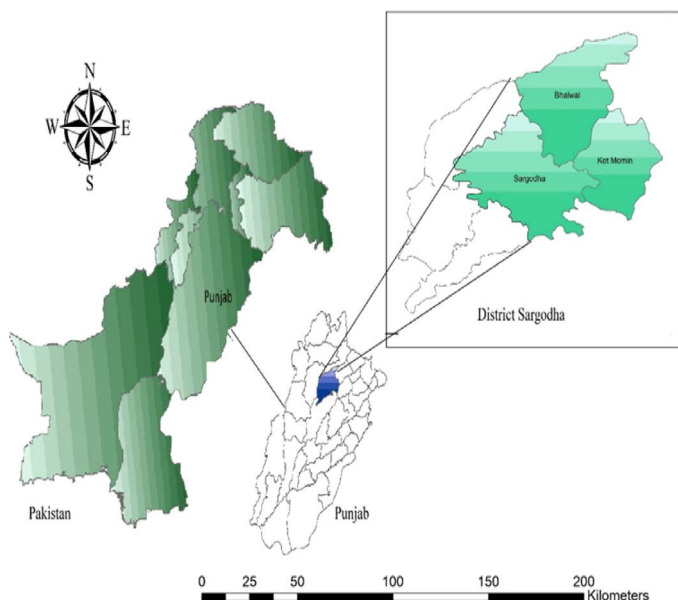 N
W E
S
Bhalwal
Kot Momin
Sargodha
District Sargodha
Punjab
Pakistan
Punjab
0 25 50 100 150 200
Kilometers